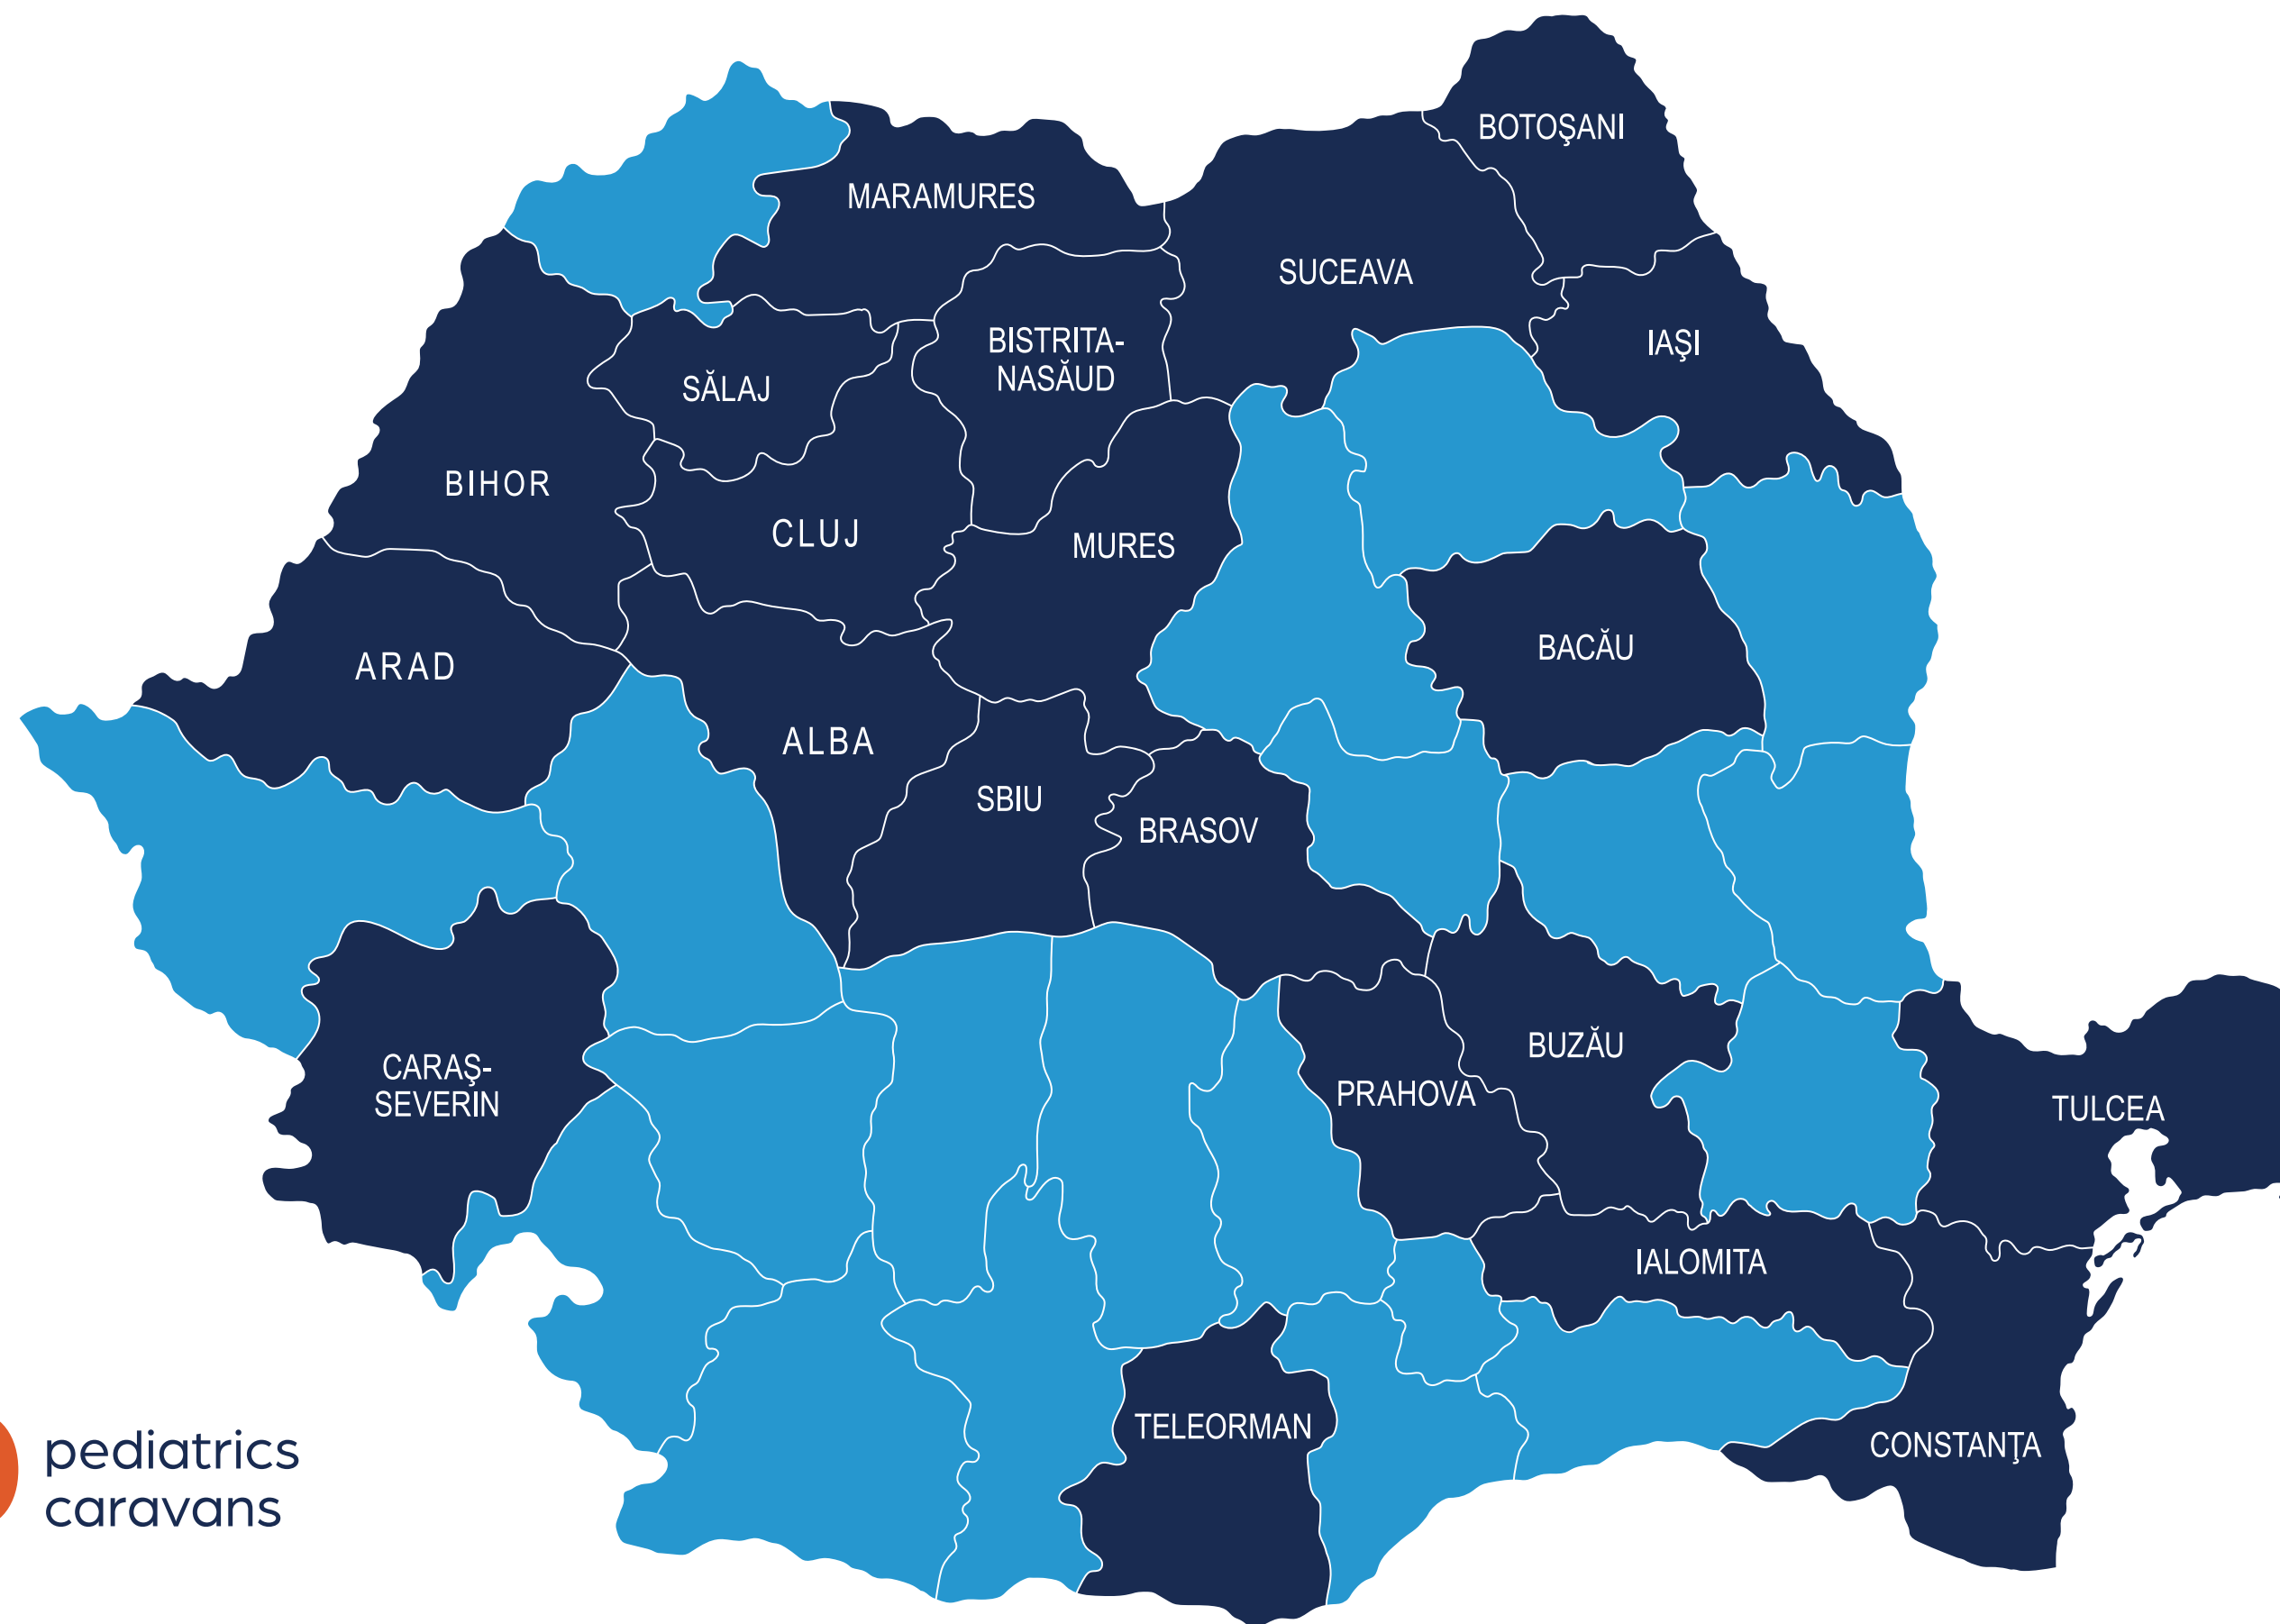 BOTOŞANI
MARAMURES
SUCEAVA
BISTRITA-
NASĂUD
IAŞI
SĂLAJ
BIHOR
CLUJ
MURES
BACĂU
ARAD
ALBA
SBIU
BRASOV
BUZĂU
CARAŞ-
SEVERIN
PRAHOVA
TULCEA
IALOMITA
TELEORMAN
CONSTANŢA
pediatrics
caravans